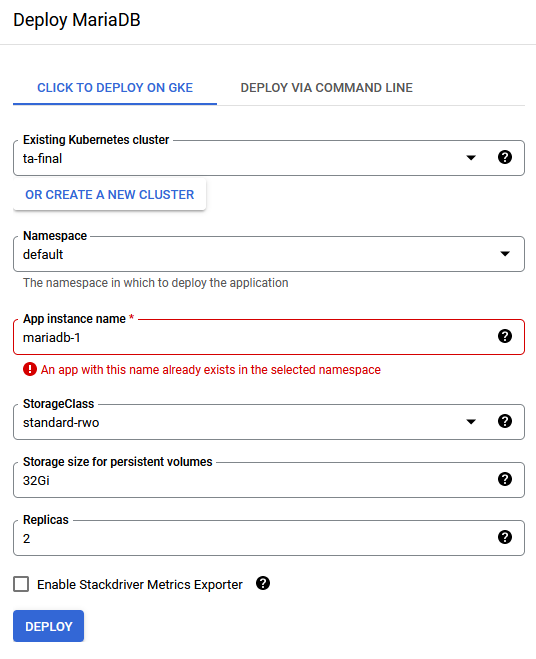 Deploy MariaDB
CLICK TO DEPLOY ON GKE
DEPLOY VIA COMMAND LINE
Existing Kubernetes cluster
ta-final
OR CREATE A NEW CLUSTER
Namespace
default
The namespace in which to deploy the application
App instance name *
mariadb-1
An app with this name already exists in the selected namespace
StorageClass
standard-rwo
Storage size for persistent volumes
32Gi
Replicas
2
Enable Stackdriver Metrics Exporter
DEPLOY